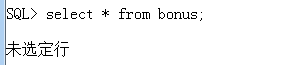 SQL> select * from bonus;
未选定行